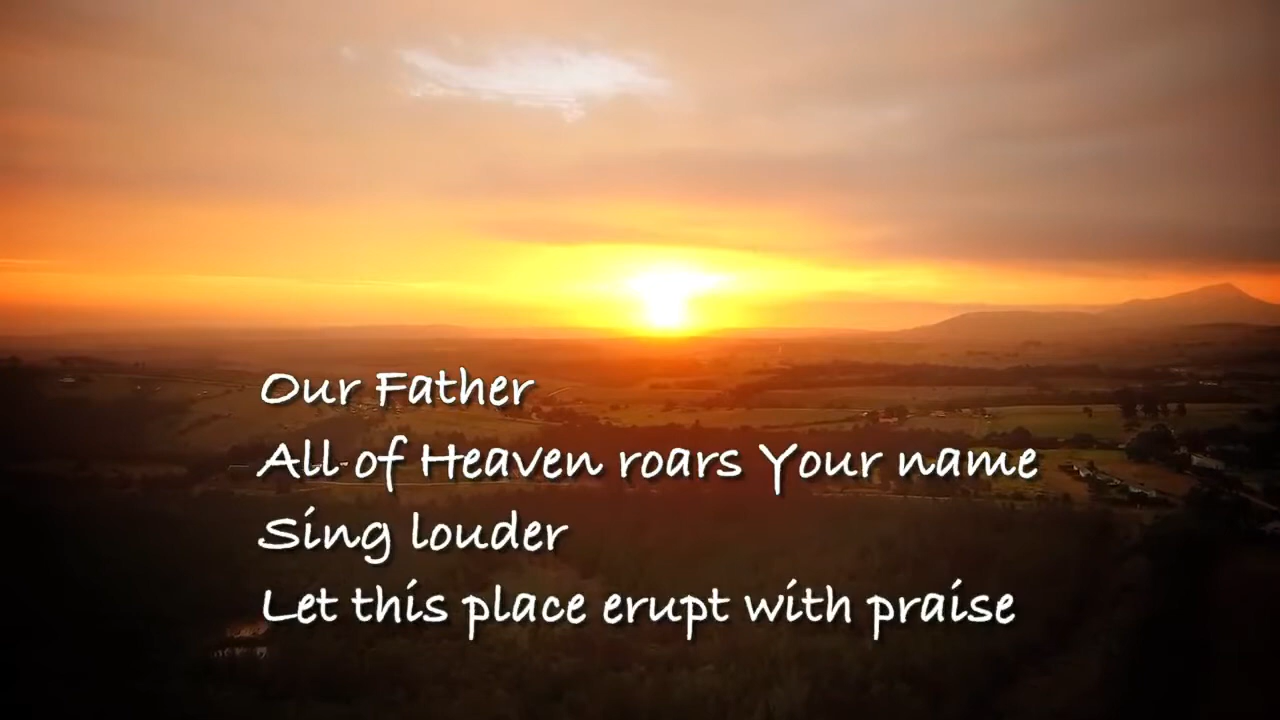 Our Father
All of Heaven roars Your name
Sing louder
Let this place erupt with praise